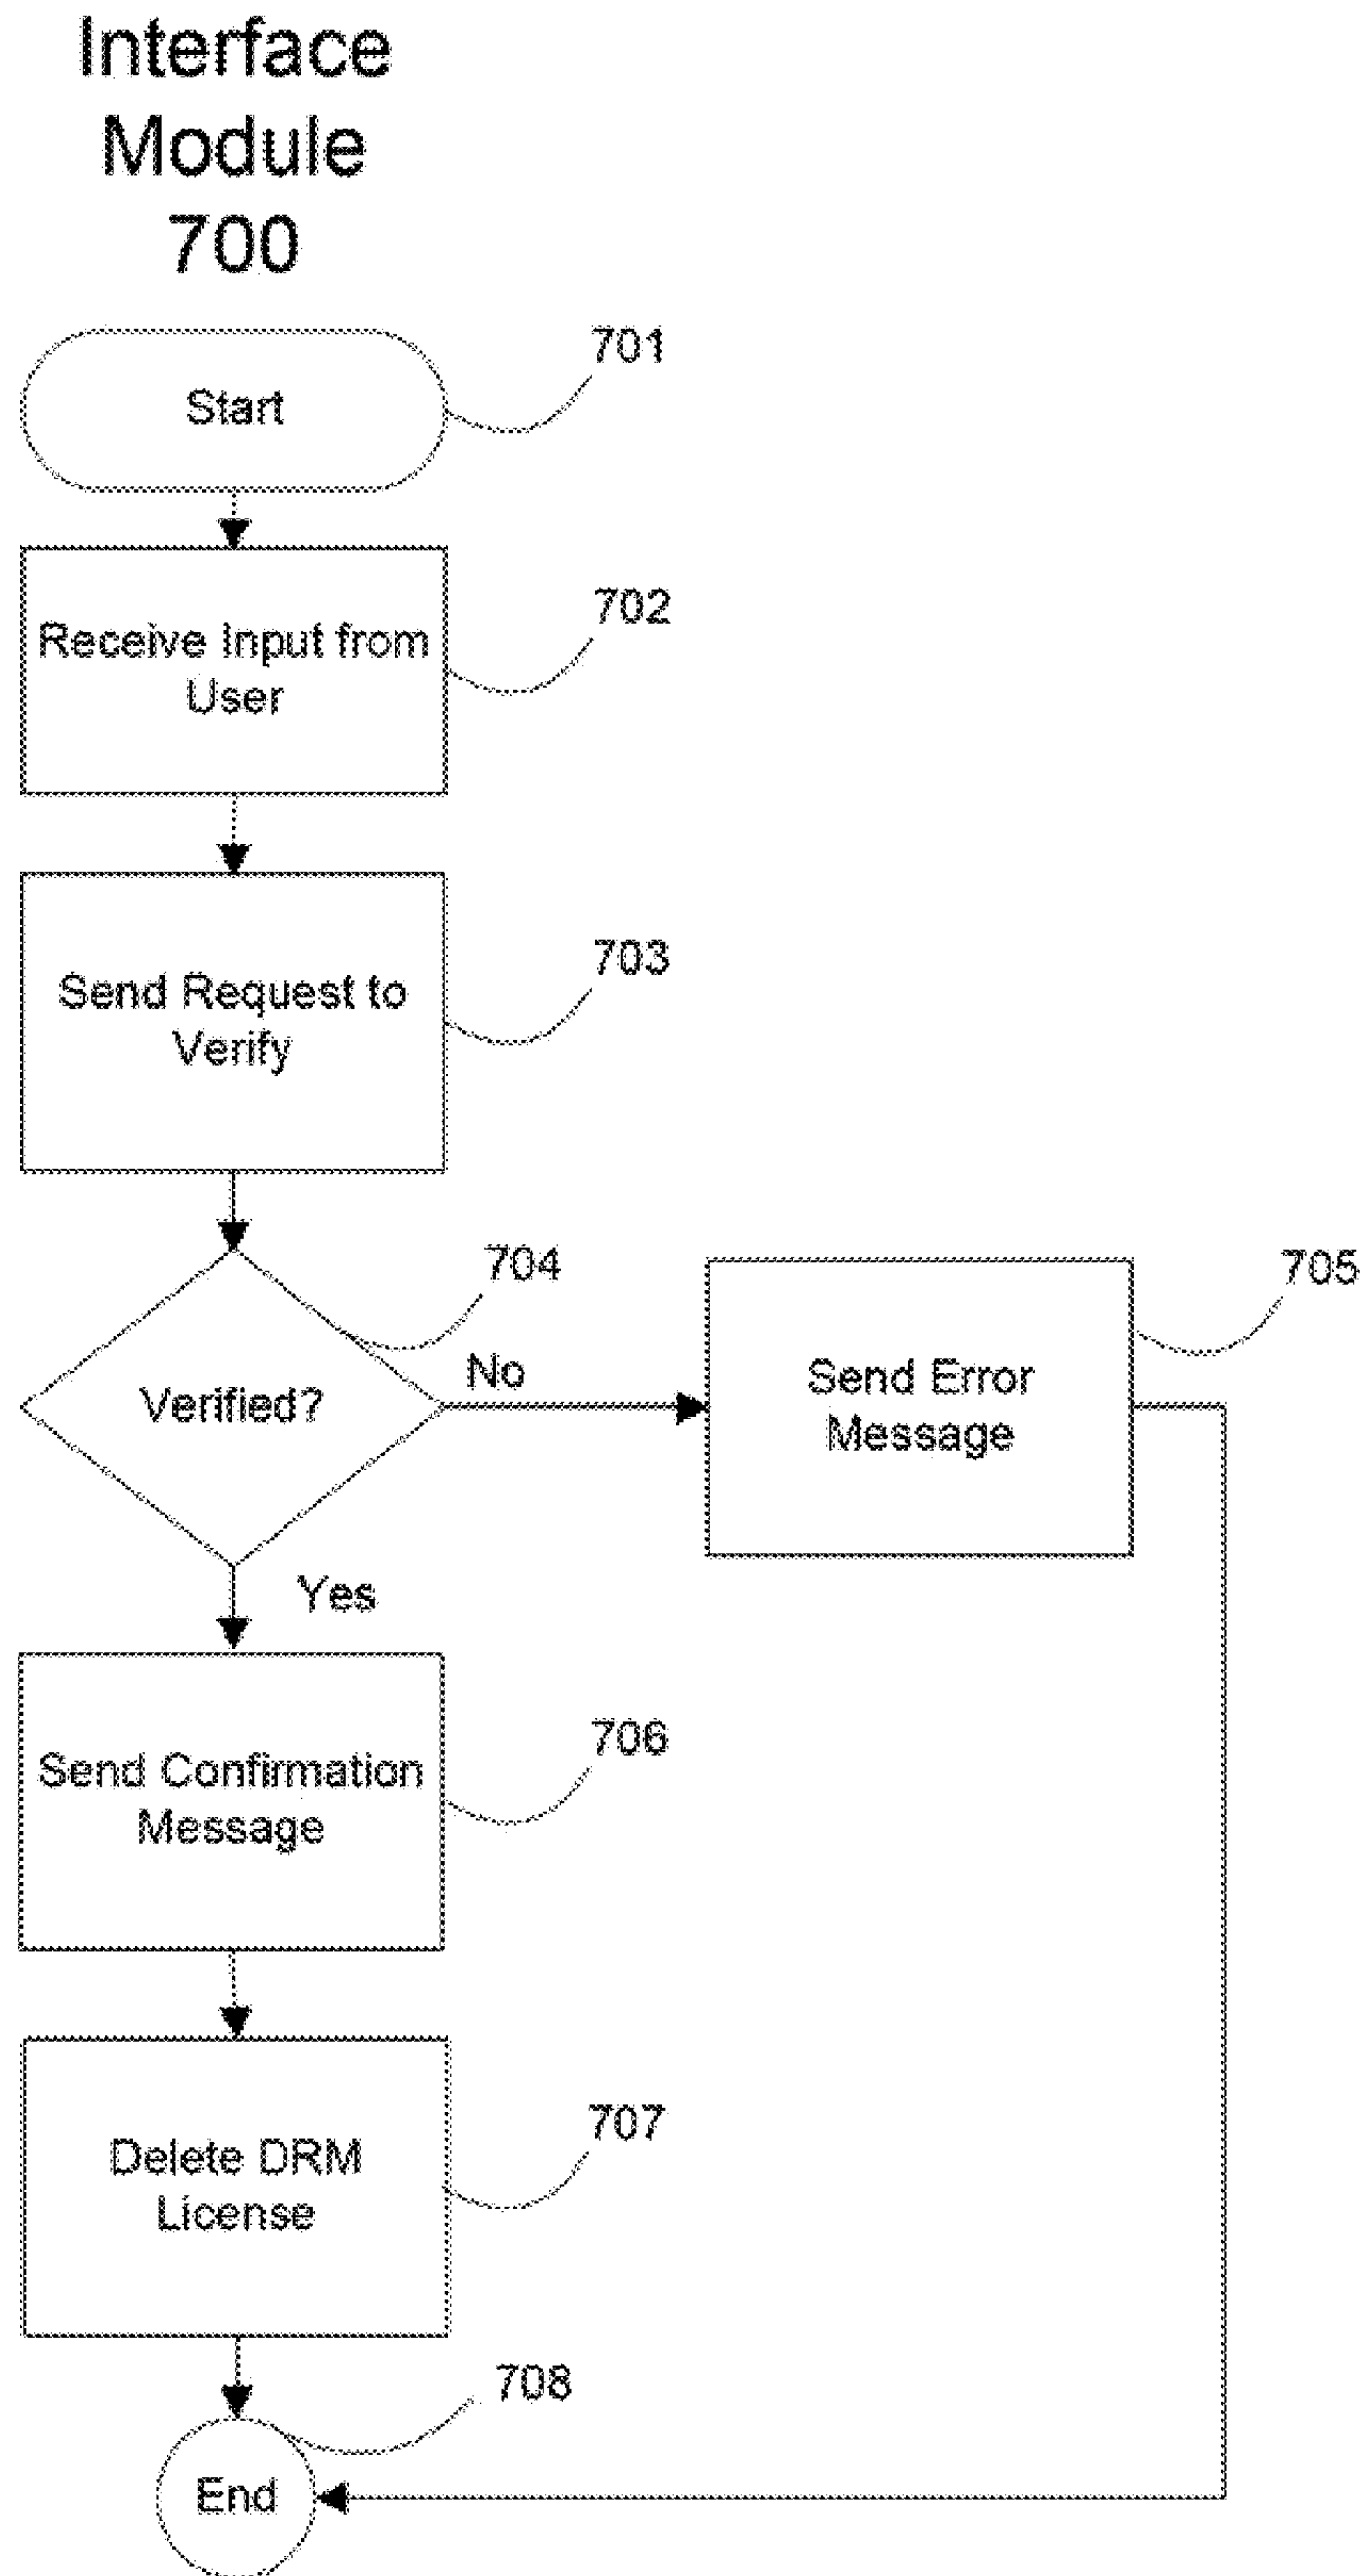 Interface
Module
700
701
Start
702
Receive Input from
User
703
Send Request to
Verify
704
705
No
Verified?
Send Error
Message
Yes
706
Send Confirmation
Message
707
Delete DRM
License
708
End